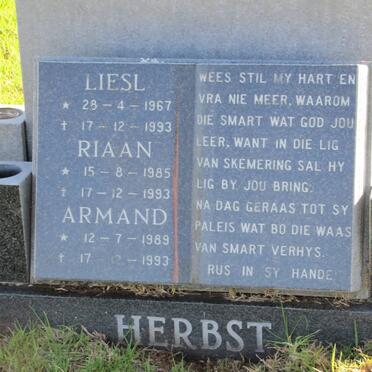 LIESL
* 28-4-1967
† 17-12-1993
RIAAN
* 15-8-1985
† 17-12-1993
ARMAND
* 12-7-1989
† 17-12-1993
WEES STIL MY HART EN
VRA NIE MEER, WAAROM
DIE SMART WAT GOD JOU
LEER, WANT IN DIE LIG
VAN SKEMERING SAL HY
LIG BY JOU BRING:
NA DAG GERAAS TOT SY
PALEIS WAT BO DIE WAAS
VAN SMART VERHYS.
RUS IN SY HANDE
HERBST